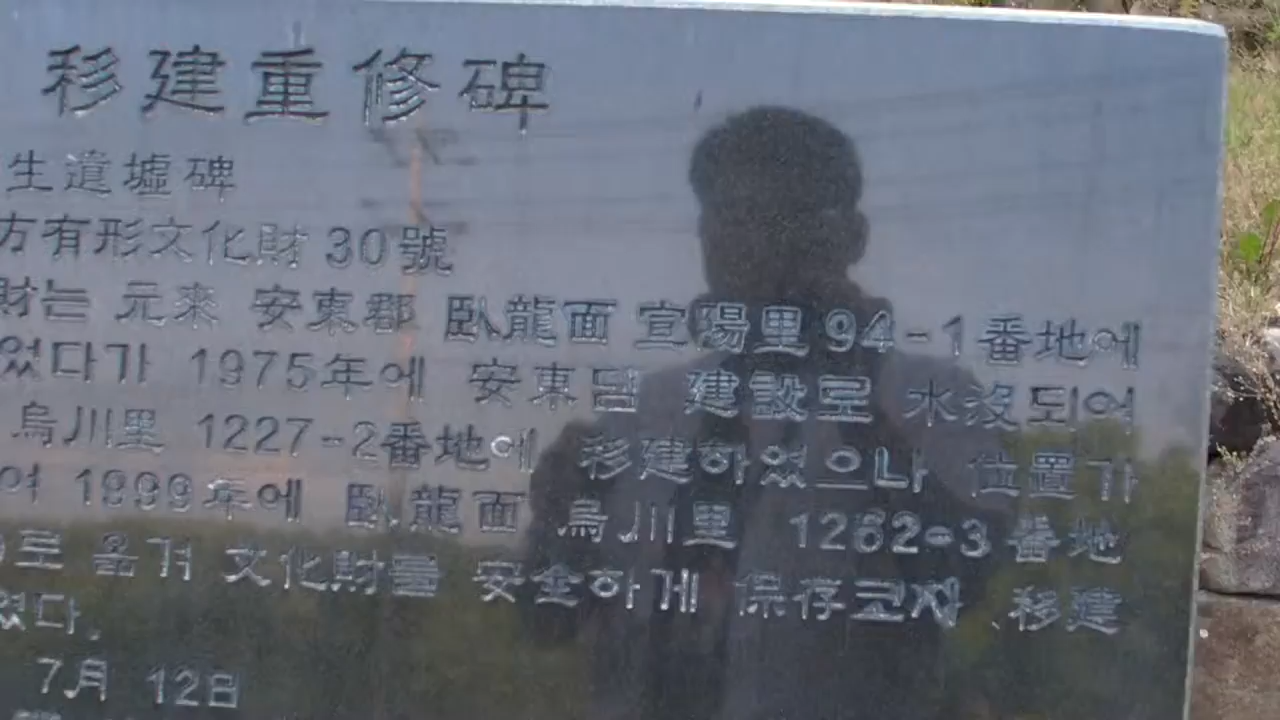 移建重修碑
生遺墟碑
方有形文化財 30號
財는 元來 安東郡 臥龍面 宣陽里 94-1 番地에
었다가 1975年에 安東댐 建設로 水沒되어
烏川里 1227-2番地에 移建하였으나 位置가
여 1999年에 臥龍面 烏川里 1262-3 番地
로 옮겨 文化財를 安全하게 保存코자 移建
였다.
7月 12日